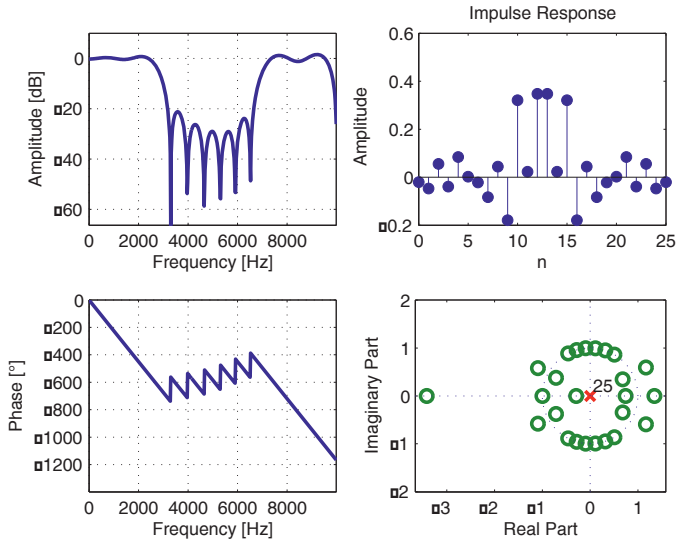 0
▯20
▯40
▯60
Amplitude [dB]
0 2000 4000 6000 8000
Frequency [Hz]
Impulse Response
0.6
0.4
0.2
0
▯0.2
Amplitude
0 5 10 15 20 25
n
0
▯200
▯400
▯600
▯800
▯1000
▯1200
Phase [°]
0 2000 4000 6000 8000
Frequency [Hz]
2
1
0
▯1
▯2
Imaginary Part
25
▯3 ▯2 ▯1 0 1
Real Part